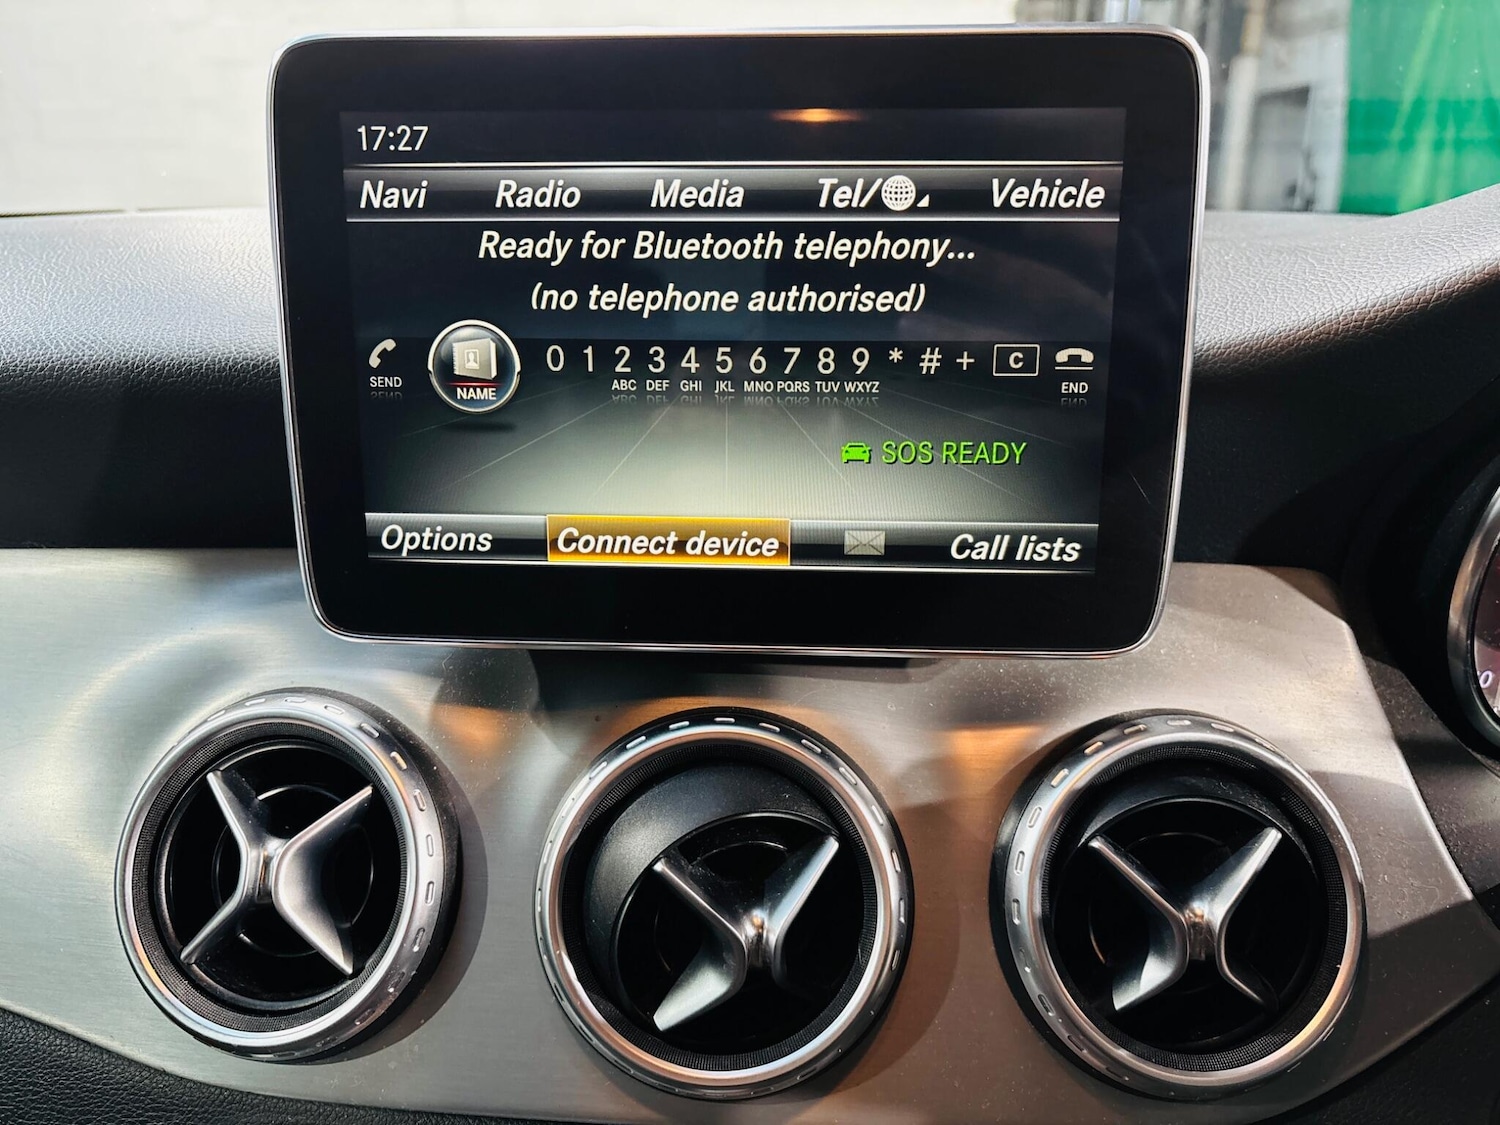 17:27
Navi Radio Media Tel/ Vehicle
Ready for Bluetooth telephony...
(no telephone authorised)
SEND NAME 0 1 2 3 4 5 6 7 8 9 * # + C END
ABC DEF GHI JKL MNO PQRS TUV WXYZ
SOS READY
Options Connect device Call lists